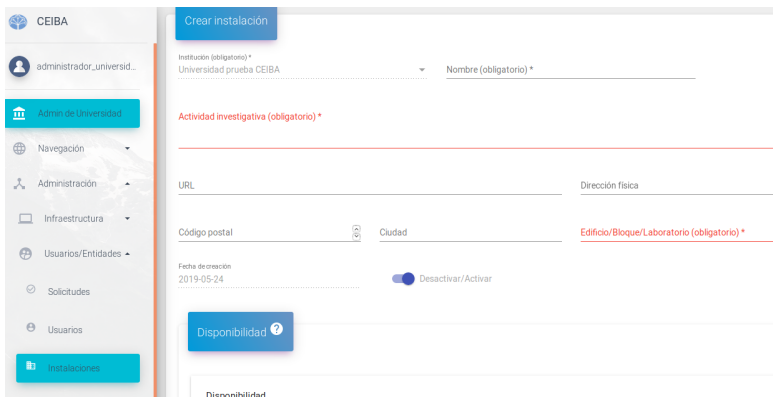 CEIBA
Crear instalación
administrador_universid...
Institución (obligatorio) *
Universidad prueba CEIBA
Nombre (obligatorio) *
Admin de Universidad
Actividad investigativa (obligatorio) *
Navegación
Administración
URL
Dirección física
Infraestructura
Código postal
Ciudad
Edificio/Bloque/Laboratorio (obligatorio) *
Usuarios/Entidades
Fecha de creación
2019-05-24
Desactivar/Activar
Solicitudes
Usuarios
Disponibilidad ?
Instalaciones
Disponibilidad